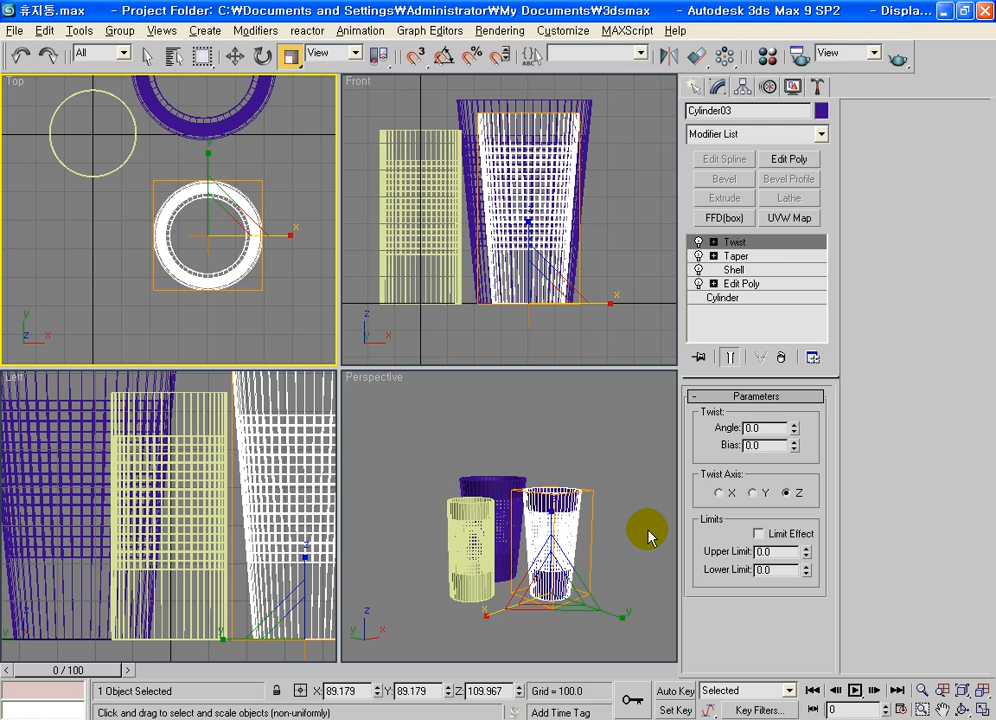 휴지통.max - Project Folder: C:₩Documents and Settings₩Administrator₩My Documents₩3dsmax - Autodesk 3ds Max 9 SP2 - Displa...
File Edit Tools Group Views Create Modifiers reactor Animation Graph Editors Rendering Customize MAXScript Help
All View View
Top
Front
Left
Perspective
Cylinder03
Modifier List
Edit Spline Edit Poly
Bevel Bevel Profile
Extrude Lathe
FFD(box) UVW Map
Twist
Taper
Shell
Edit Poly
Cylinder
- Parameters
Twist:
Angle: 0.0
Bias: 0.0
Twist Axis:
X Y Z
Limits
Limit Effect
Upper Limit: 0.0
Lower Limit: 0.0
y
x
z
x
z
y
x
z
y
x
z
x
y
z
y
x
0 / 100
1 Object Selected X: 89.179 Y: 89.179 Z: 109.967 Grid = 100.0 Auto Key Selected
Click and drag to select and scale objects (non-uniformly) Add Time Tag Set Key Key Filters... 0